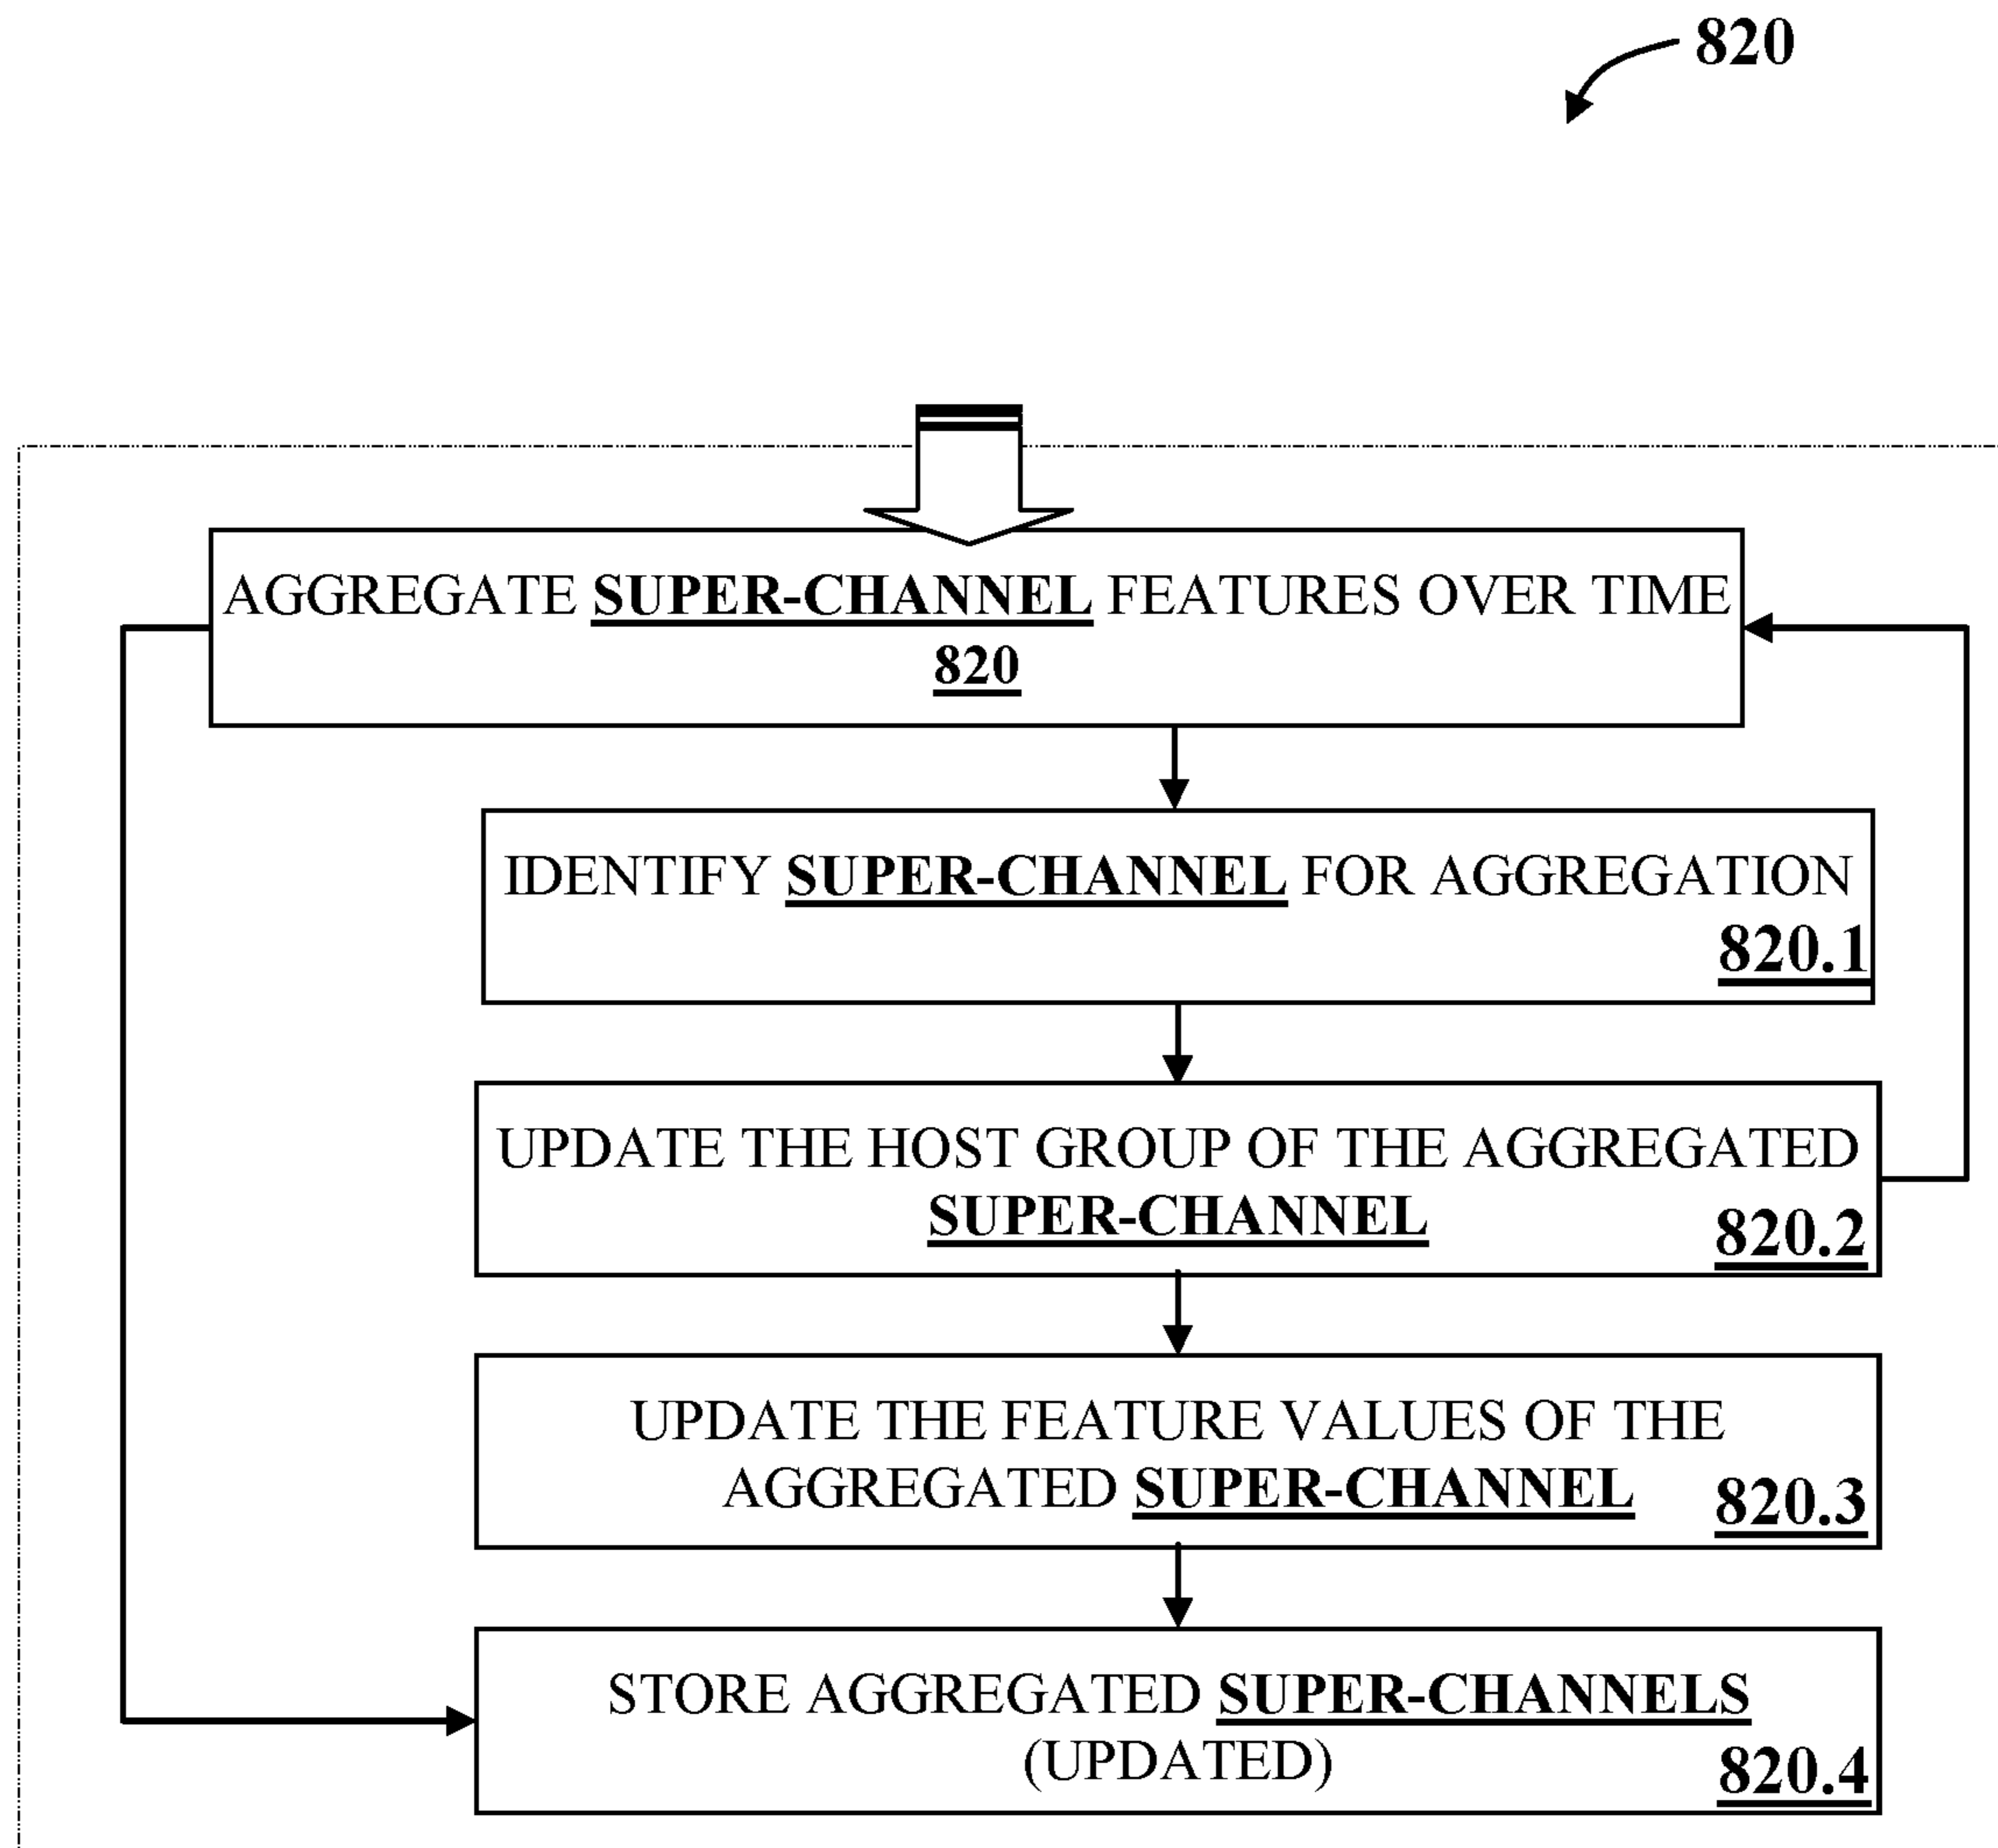 820
AGGREGATE SUPER-CHANNEL FEATURES OVER TIME
820
IDENTIFY SUPER-CHANNEL FOR AGGREGATION
820.1
UPDATE THE HOST GROUP OF THE AGGREGATED
SUPER-CHANNEL
820.2
UPDATE THE FEATURE VALUES OF THE
AGGREGATED SUPER-CHANNEL
820.3
STORE AGGREGATED SUPER-CHANNELS
(UPDATED)
820.4